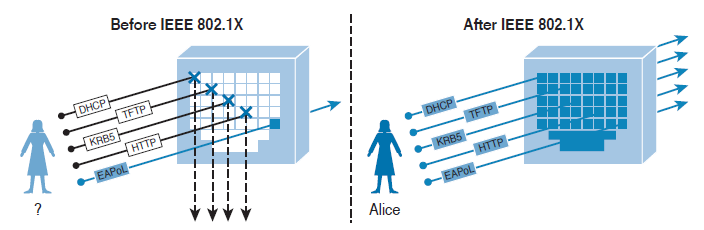 Before IEEE 802.1X
DHCP
TFTP
KRB5
HTTP
EAPoL
?
After IEEE 802.1X
DHCP
TFTP
KRB5
HTTP
EAPoL
Alice